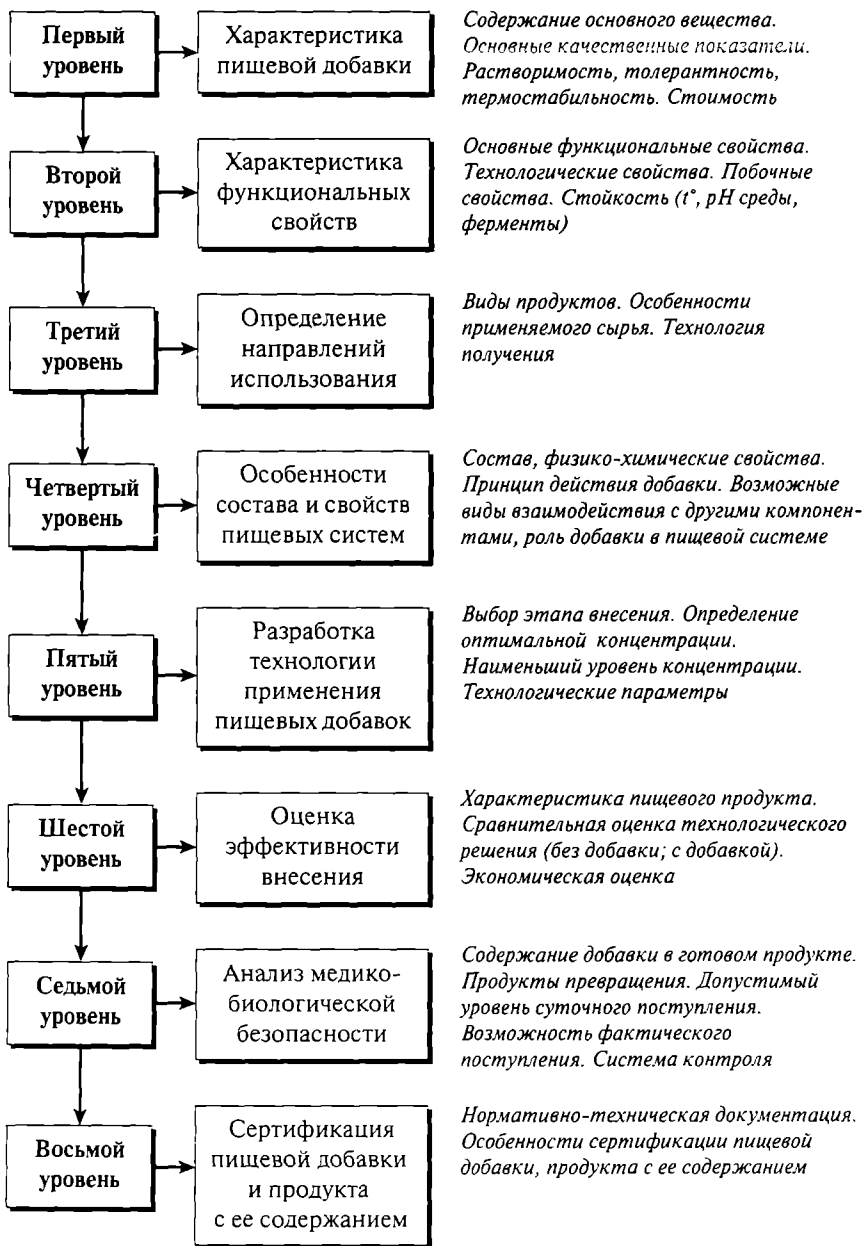 Первый
уровень
Характеристика
пищевой добавки
Содержание основного вещества.
Основные качественные показатели.
Растворимость, толерантность,
термостабильность. Стоимость
Второй
уровень
Характеристика
функциональных
свойств
Основные функциональные свойства.
Технологические свойства. Побочные
свойства. Стойкость (t°, pH среды,
ферменты)
Третий
уровень
Определение
направлений
использования
Виды продуктов. Особенности
применяемого сырья. Технология
получения
Четвертый
уровень
Особенности
состава и свойств
пищевых систем
Состав, физико-химические свойства.
Принцип действия добавки. Возможные
виды взаимодействия с другими компонен-
тами, роль добавки в пищевой системе
Пятый
уровень
Разработка
технологии
применения
пищевых добавок
Выбор этапа внесения. Определение
оптимальной концентрации.
Наименьший уровень концентрации.
Технологические параметры
Шестой
уровень
Оценка
эффективности
внесения
Характеристика пищевого продукта.
Сравнительная оценка технологического
решения (без добавки; с добавкой).
Экономическая оценка
Седьмой
уровень
Анализ медико-
биологической
безопасности
Содержание добавки в готовом продукте.
Продукты превращения. Допустимый
уровень суточного поступления.
Возможность фактического
поступления. Система контроля
Восьмой
уровень
Сертификация
пищевой добавки
и продукта
с ее содержанием
Нормативно-техническая документация.
Особенности сертификации пищевой
добавки, продукта с ее содержанием